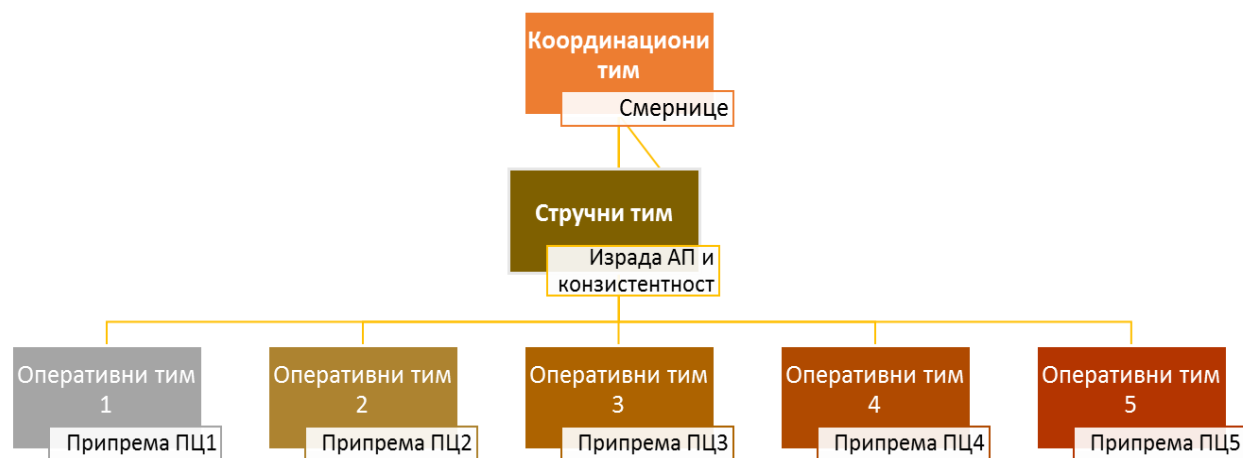 Координациони
тим
Смернице
Стручни тим
Израда АП и
конзистентност
Оперативни тим
1
Припрема ПЦ1
Оперативни тим
2
Припрема ПЦ2
Оперативни тим
3
Припрема ПЦ3
Оперативни тим
4
Припрема ПЦ4
Оперативни тим
5
Припрема ПЦ5